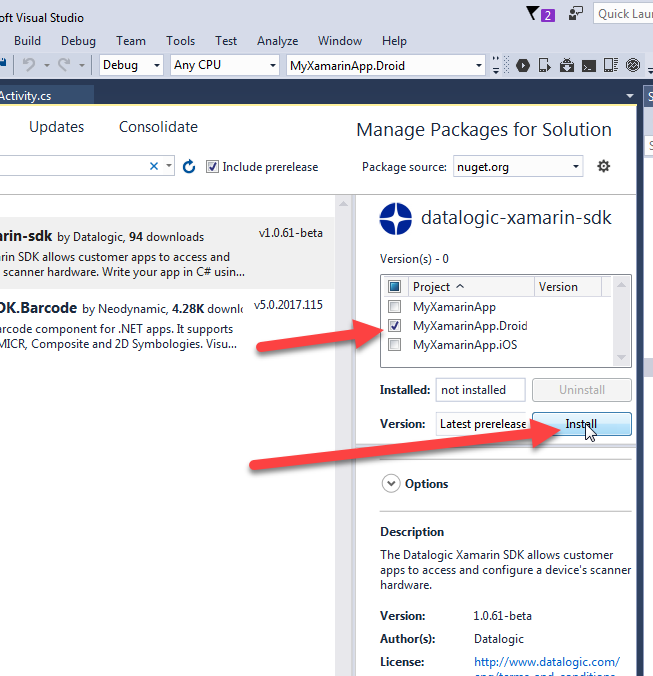 oft Visual Studio
2
Quick Lau
Build Debug Team Tools Test Analyze Window Help
Debug Any CPU MyXamarinApp.Droid
Activity.cs
Updates Consolidate
Manage Packages for Solution
Include prerelease
Package source: nuget.org
datalogic-xamarin-sdk
arin-sdk by Datalogic, 94 downloads v1.0.61-beta
rin SDK allows customer apps to access and
scanner hardware. Write your app in C# usin...
DK.Barcode by Neodynamic, 4.28K downlo v5.0.2017.115
arcode component for .NET apps. It supports
MICR, Composite and 2D Symbologies. Visu...
Version(s) - 0
Project Version
MyXamarinApp
MyXamarinApp.Droid
MyXamarinApp.iOS
Installed: not installed Uninstall
Version: Latest prerelease Install
Options
Description
The Datalogic Xamarin SDK allows customer
apps to access and configure a device's scanner
hardware.
Version: 1.0.61-beta
Author(s): Datalogic
License: http://www.datalogic.com/